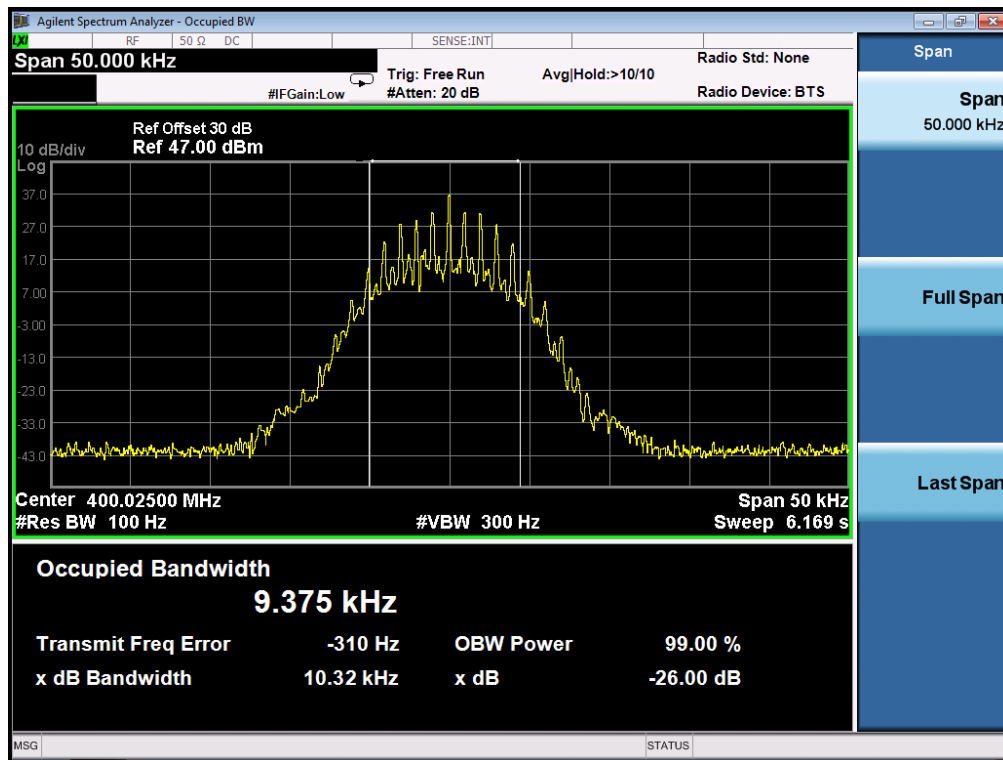 Agilent Spectrum Analyzer - Occupied BW
LXI RF 50 Ω DC SENSE:INT
Span 50.000 kHz
#IFGain:Low
Trig: Free Run
#Atten: 20 dB
Avg|Hold:>10/10
Radio Std: None
Radio Device: BTS
Ref Offset 30 dB
10 dB/div Ref 47.00 dBm
Log
37.0
27.0
17.0
7.00
-3.00
-13.0
-23.0
-33.0
-43.0
Center 400.02500 MHz Span 50 kHz
#Res BW 100 Hz #VBW 300 Hz Sweep 6.169 s
Occupied Bandwidth
9.375 kHz
Transmit Freq Error -310 Hz OBW Power 99.00 %
x dB Bandwidth 10.32 kHz x dB -26.00 dB
MSG STATUS
Span
Span
50.000 kHz
Full Span
Last Span